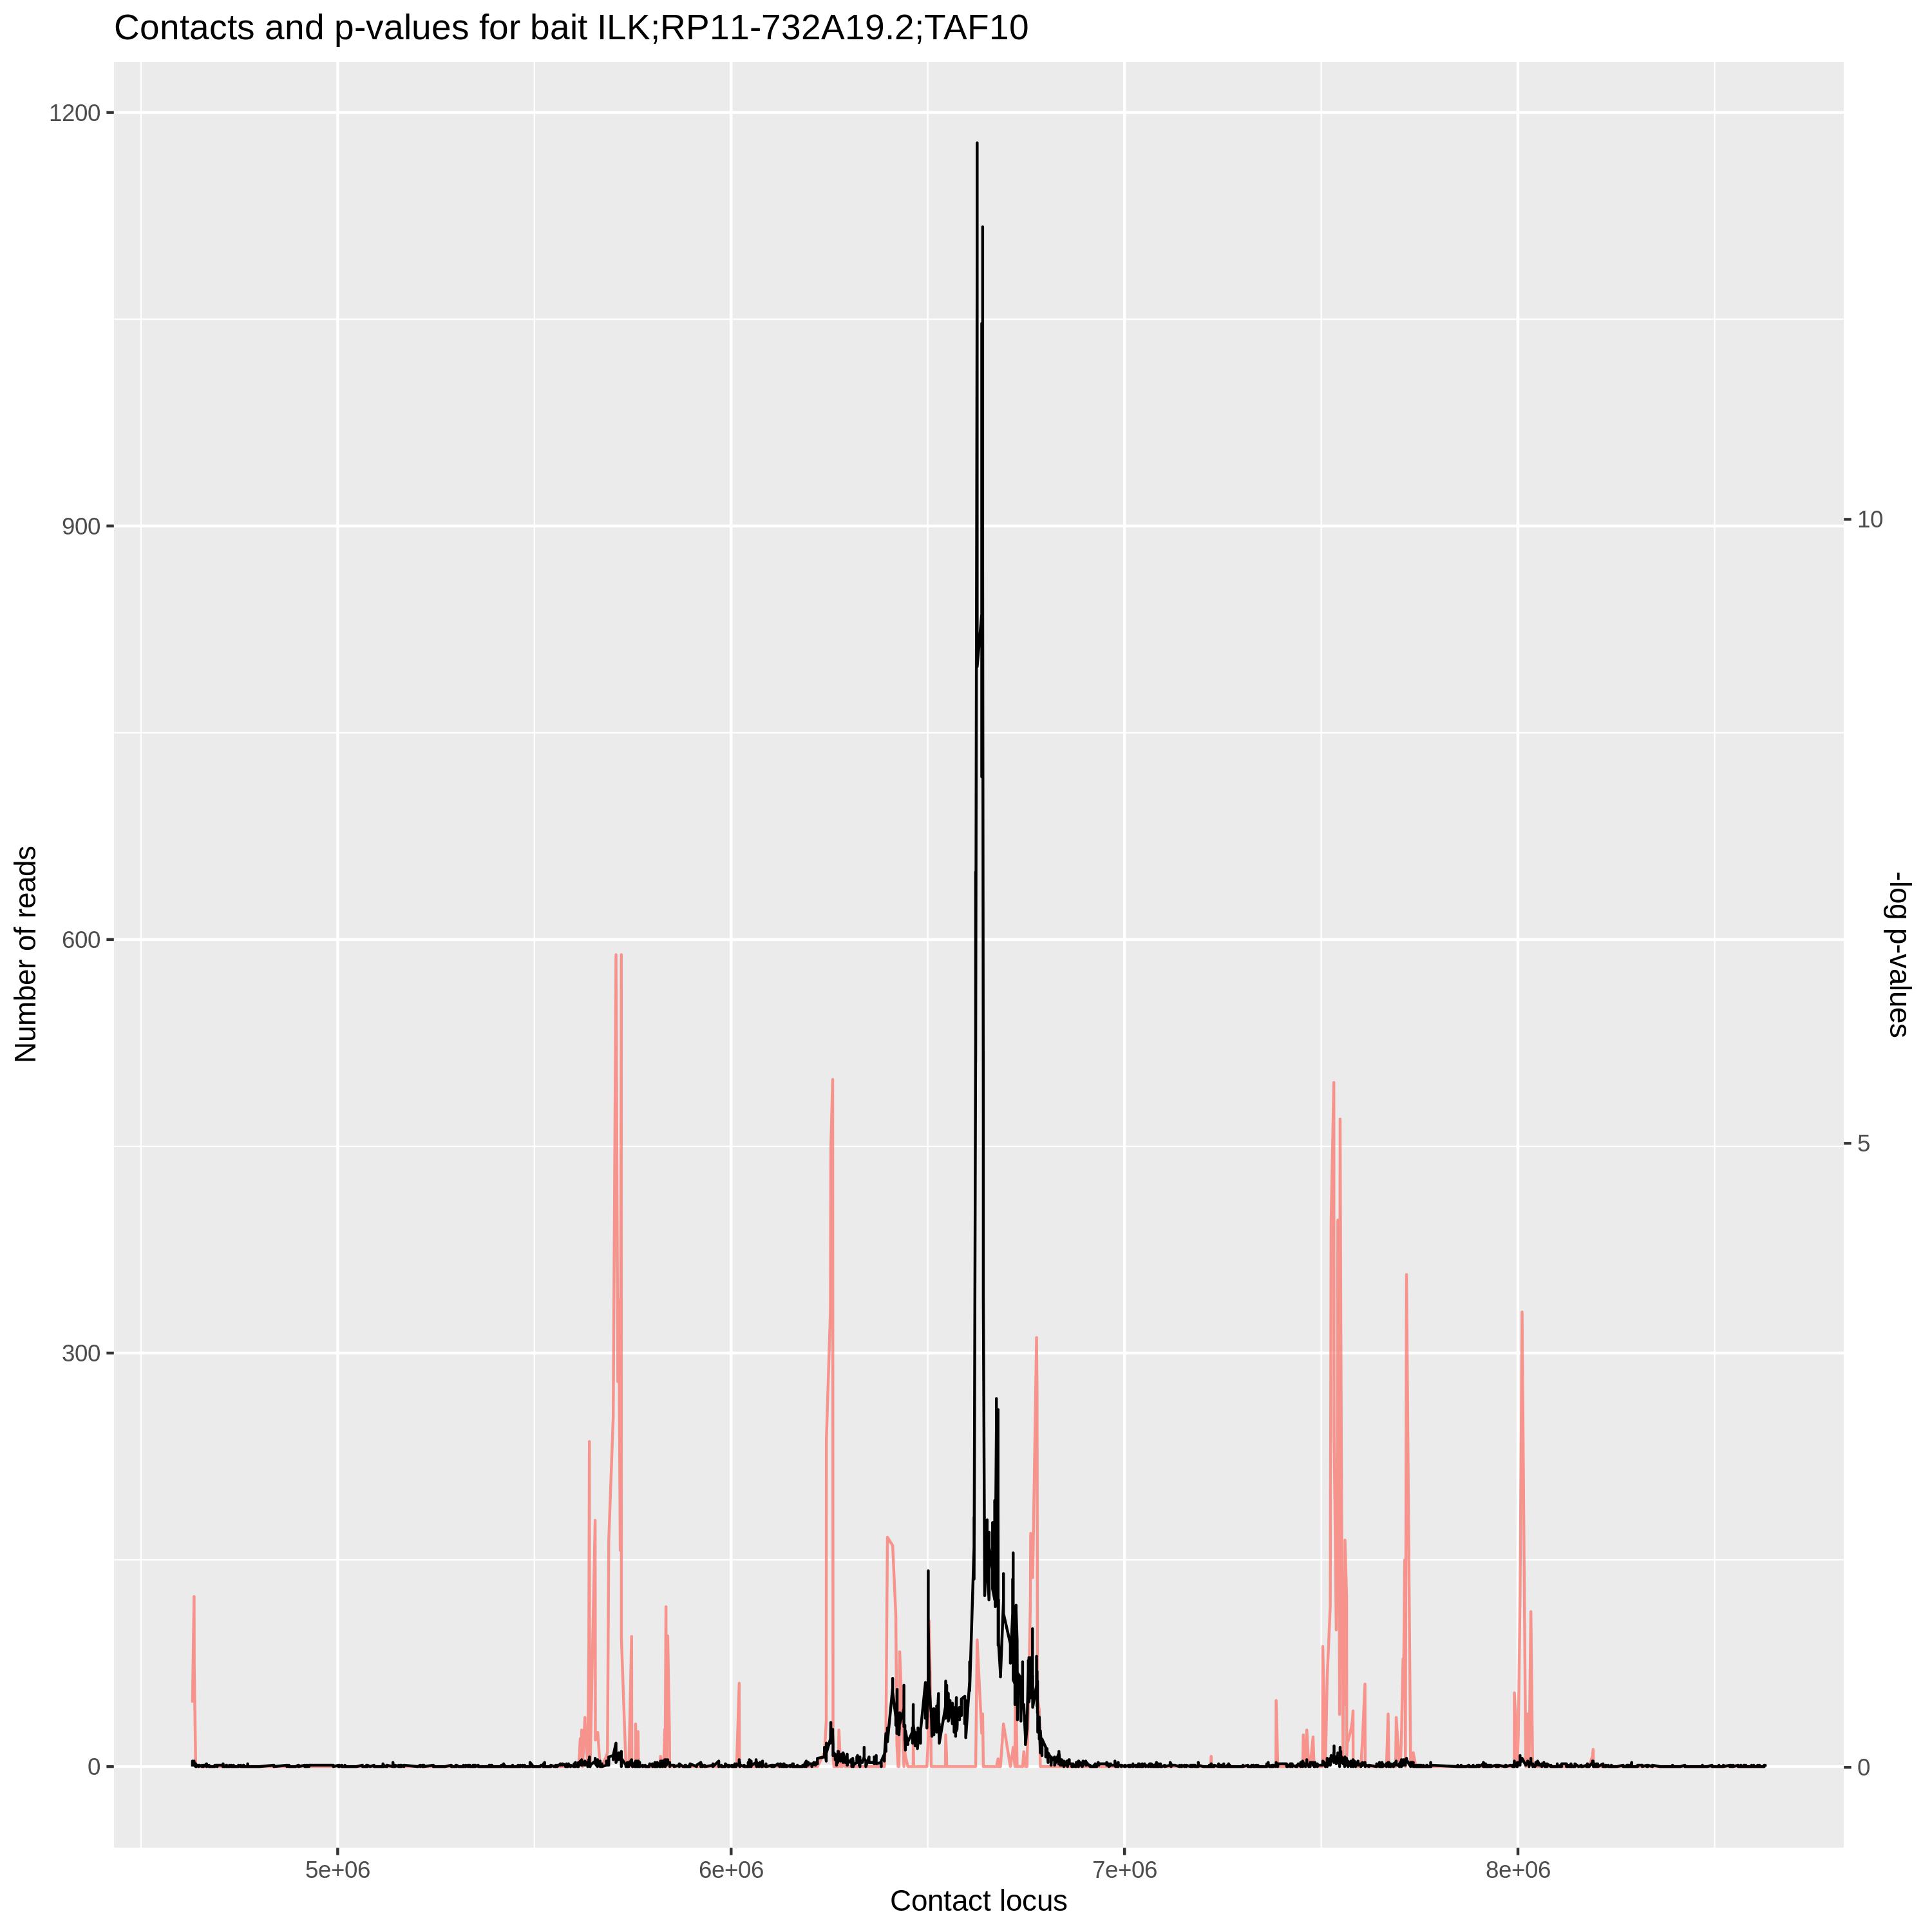 Contacts and p-values for bait ILK;RP11-732A19.2;TAF10
1200
900
600
300
0
Number of reads
10
5
0
-log p-values
5e+06
6e+06
7e+06
8e+06
Contact locus